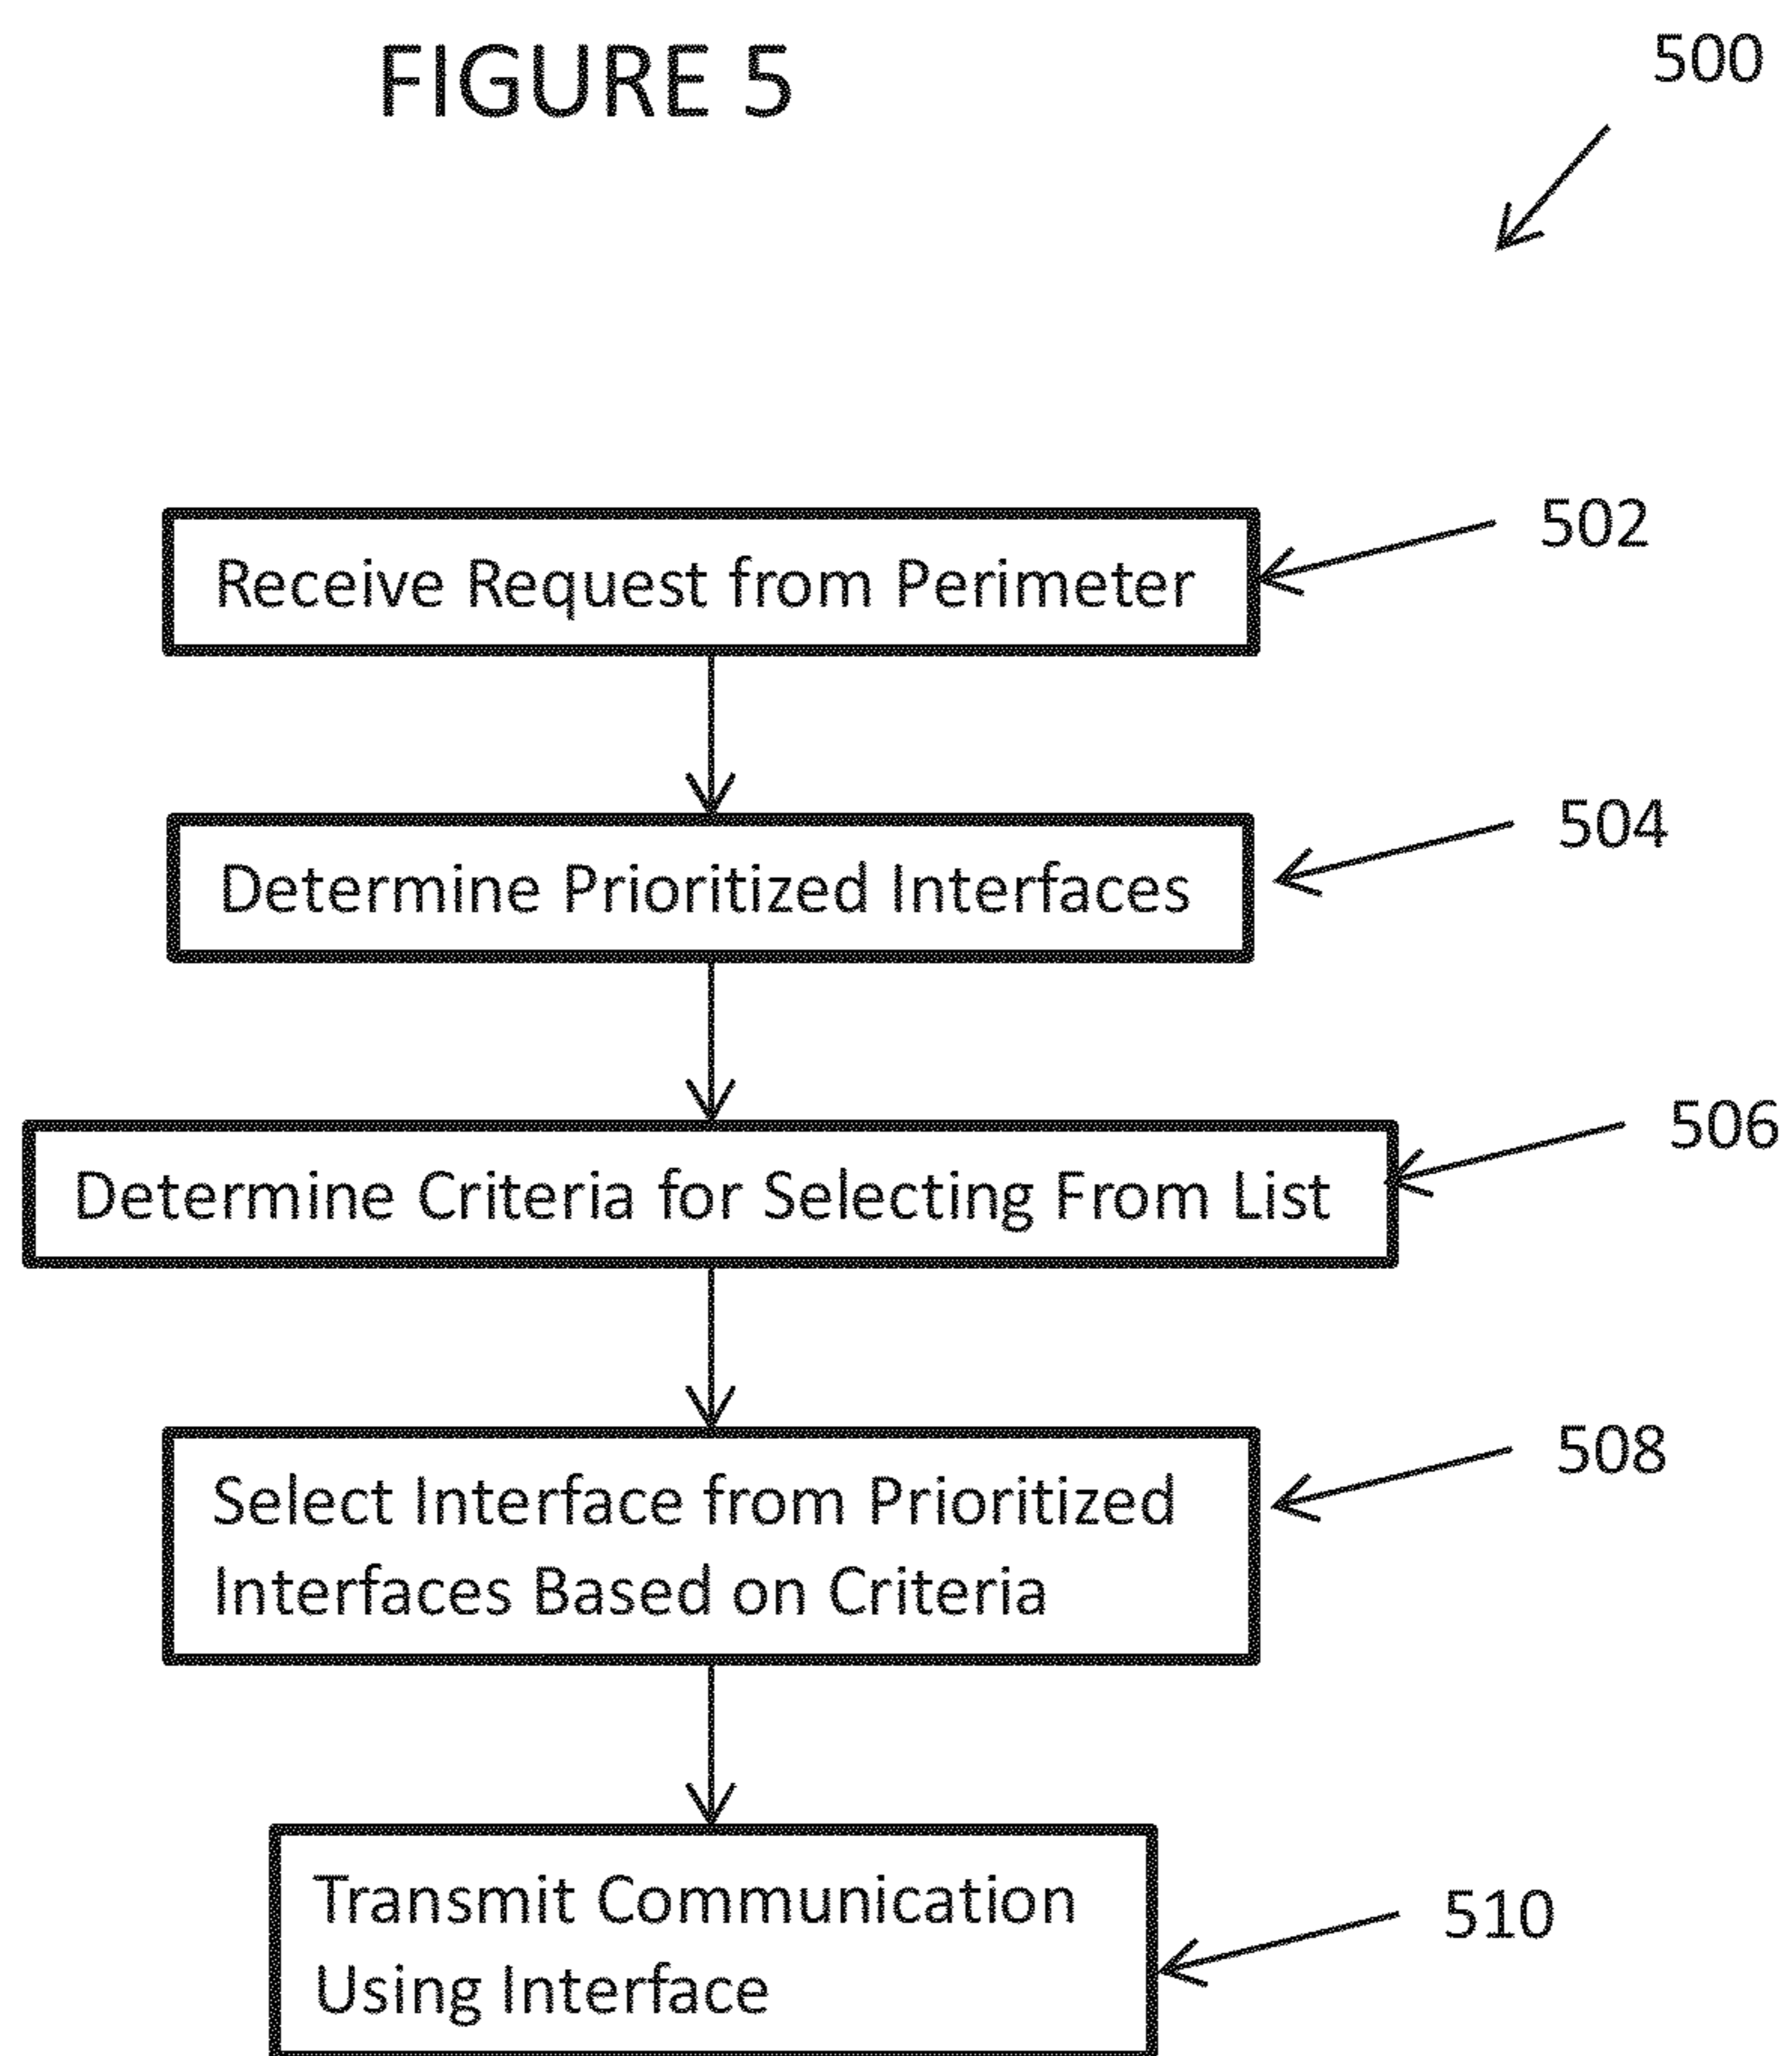 FIGURE 5
500
Receive Request from Perimeter
502
Determine Prioritized Interfaces
504
Determine Criteria for Selecting From List
506
Select Interface from Prioritized
Interfaces Based on Criteria
508
Transmit Communication
Using Interface
510